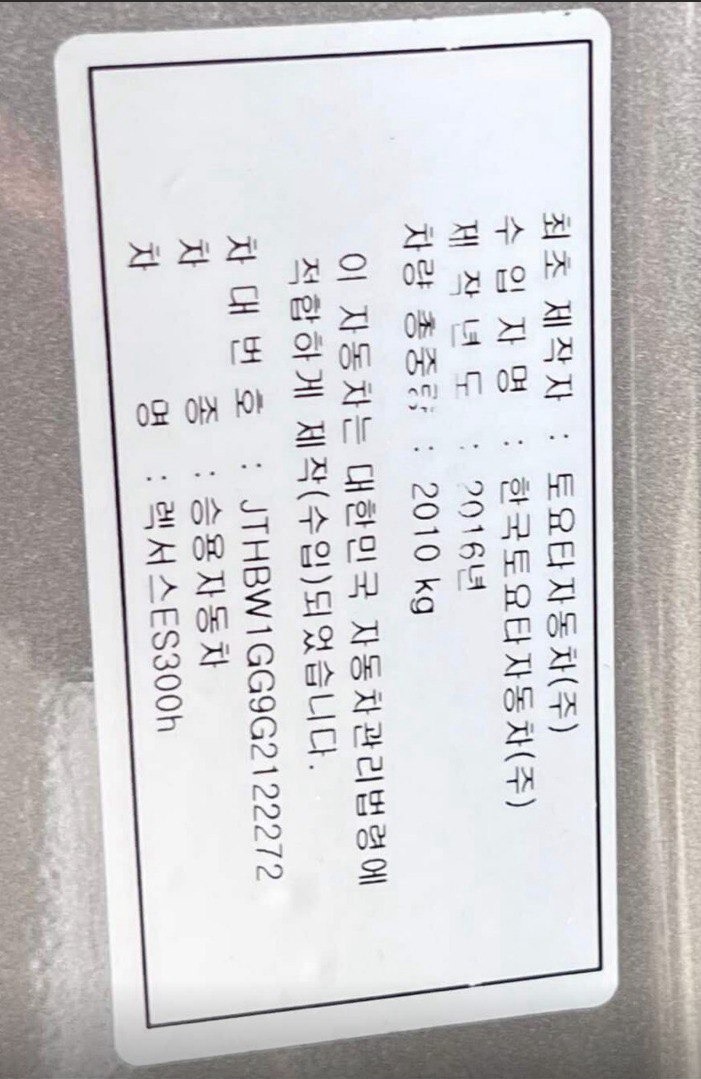 최초 제작자 : 토요타자동차(주)
수 입 자 명 : 한국토요타자동차(주)
제 작 년 도 : 2016년
차량 총중량 : 2010 kg
이 자동차는 대한민국 자동차관리법령에
적합하게 제작(수입)되었습니다.
차 대 번 호 : JTHBW1GG9G2122272
차 종 : 승용자동차
차 명 : 렉서스ES300h